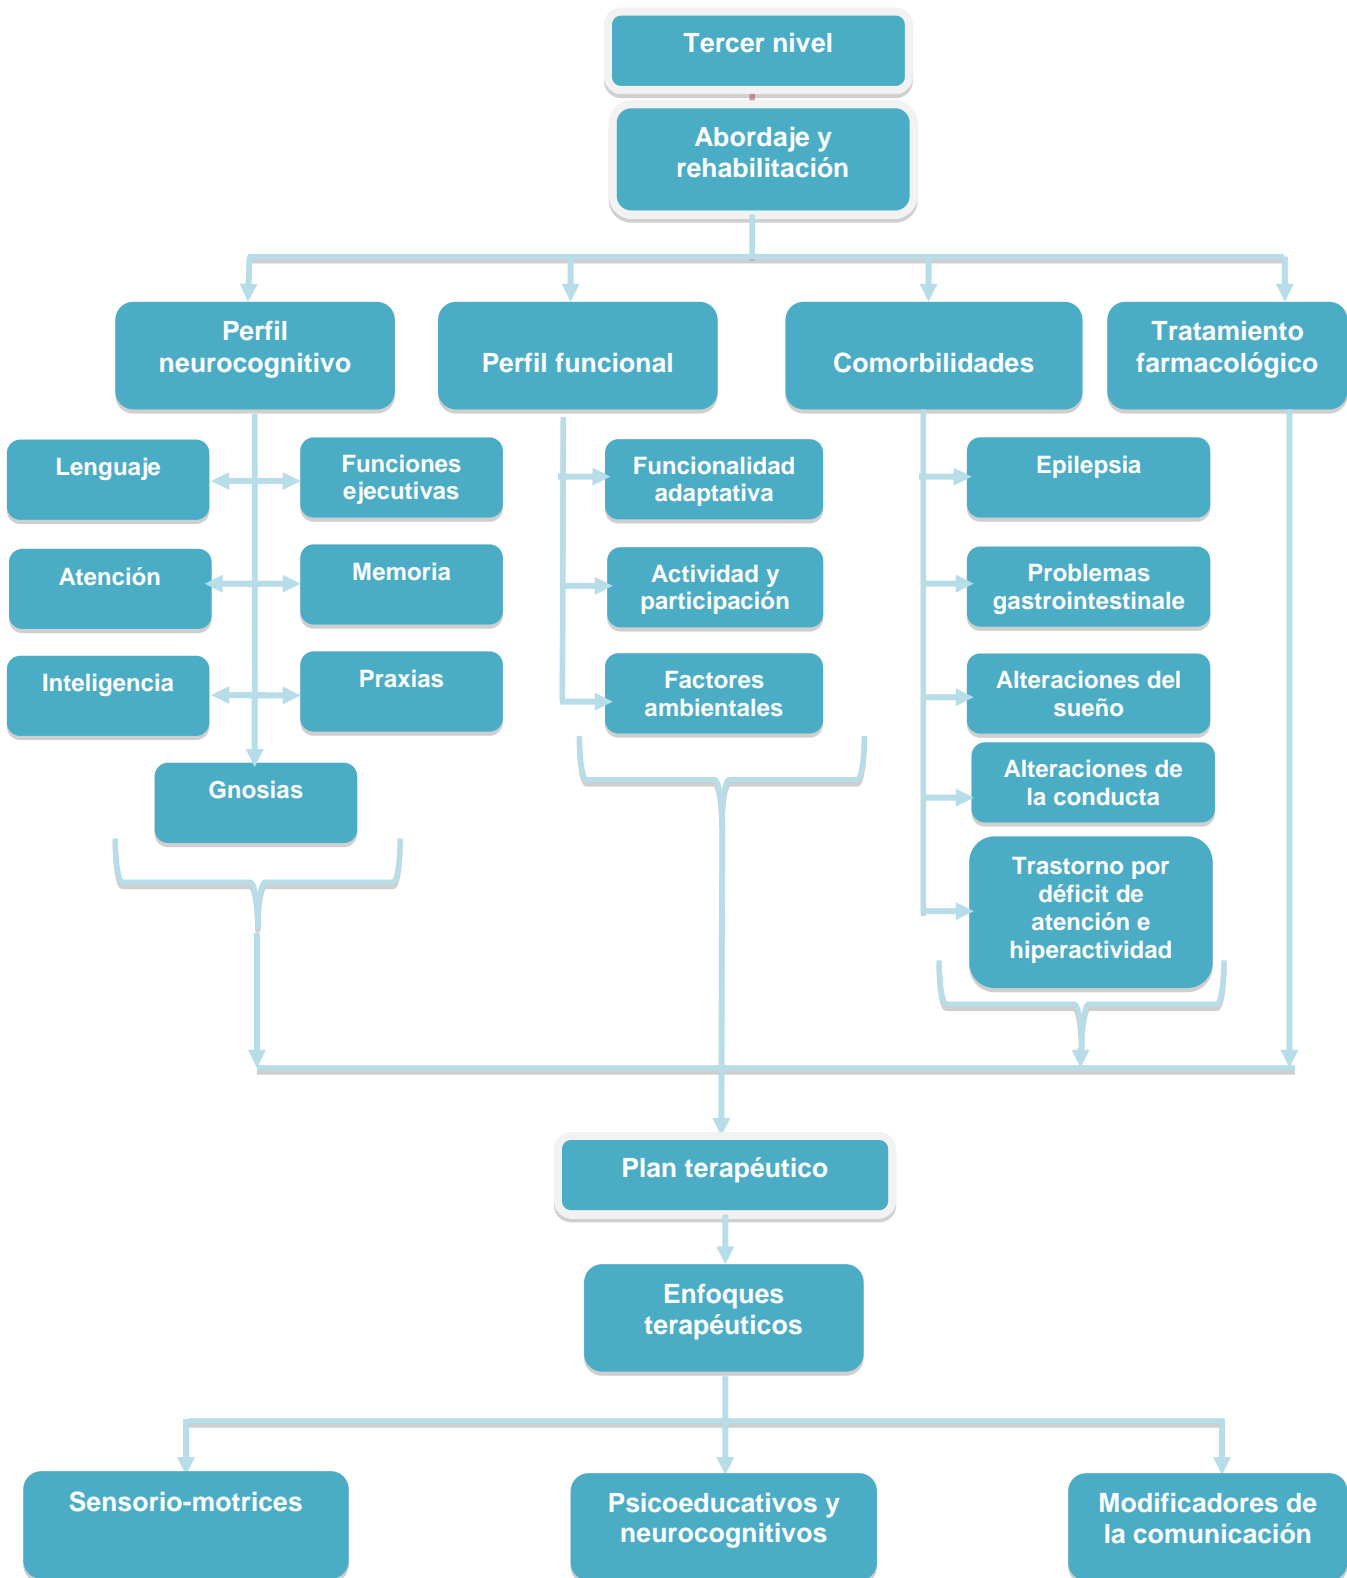 Tercer nivel
Abordaje y
rehabilitación
Perfil
neurocognitivo
Perfil funcional
Comorbilidades
Tratamiento
farmacológico
Lenguaje
Funciones
ejecutivas
Atención
Memoria
Inteligencia
Praxias
Gnosias
Funcionalidad
adaptativa
Actividad y
participación
Factores
ambientales
Epilepsia
Problemas
gastrointestinale
Alteraciones del
sueño
Alteraciones de
la conducta
Trastorno por
déficit de
atención e
hiperactividad
Plan terapéutico
Enfoques
terapéuticos
Sensorio-motrices
Psicoeducativos y
neurocognitivos
Modificadores de
la comunicación